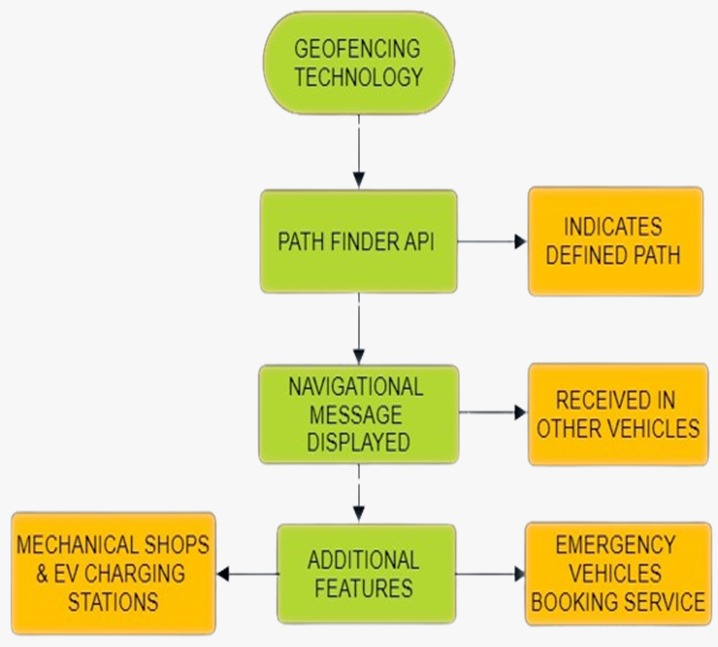 GEOFENCING
TECHNOLOGY
PATH FINDER API
INDICATES
DEFINED PATH
NAVIGATIONAL
MESSAGE
DISPLAYED
RECEIVED IN
OTHER VEHICLES
MECHANICAL SHOPS
& EV CHARGING
STATIONS
ADDITIONAL
FEATURES
EMERGENCY
VEHICLES
BOOKING SERVICE